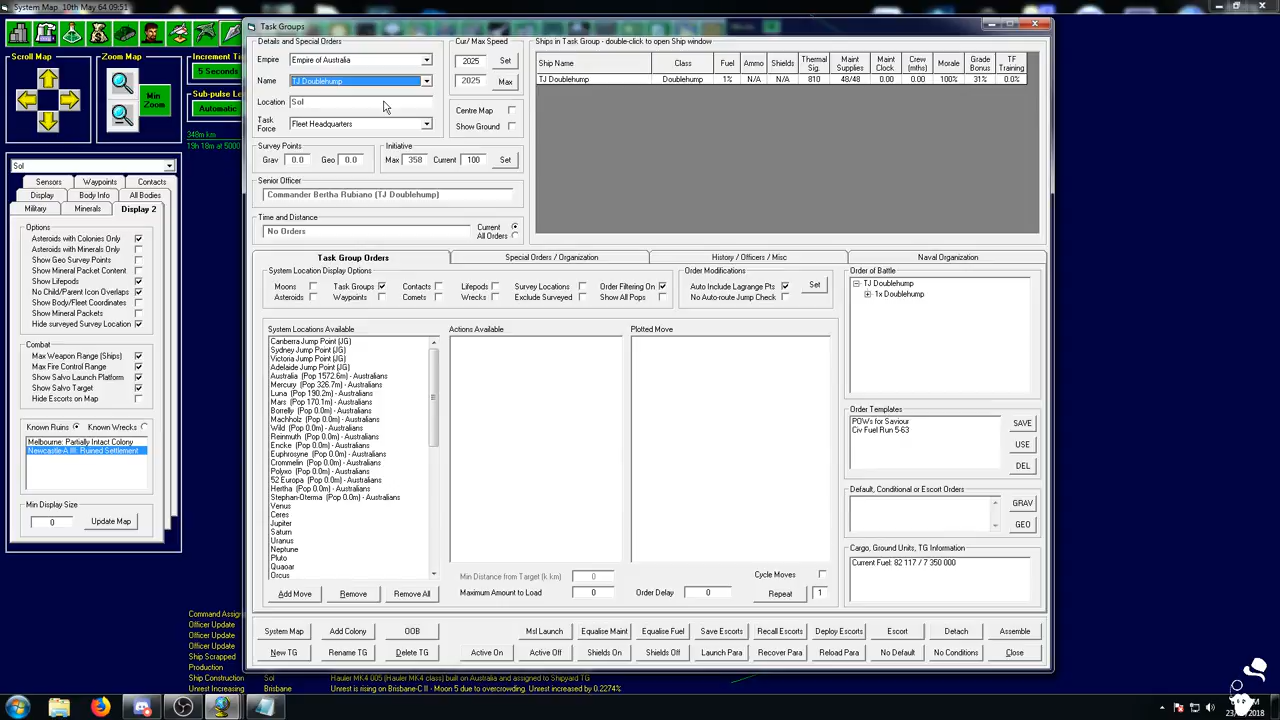 System Map 10th May 64 09:51
Task Groups
Scroll Map
Zoom Map
Min Zoom
Increment Ti
5 Seconds
Sub-pulse L
Automatic
348m km
19h 18m at 5000
Sol
Sensors Waypoints Contacts
Display Body Info All Bodies
Military Minerals Display 2
Options
Asteroids with Colonies Only
Asteroids with Minerals Only
Show Geo Survey Points
Show Mineral Packet Content
Show Lifepods
No Child/Parent Icon Overlaps
Show Body/Fleet Coordinates
Show Mineral Packets
Hide surveyed Survey Location
Combat
Max Weapon Range (Ships)
Max Fire Control Range
Show Salvo Launch Platform
Show Salvo Target
Hide Escorts on Map
Known Ruins Known Wrecks
Melbourne: Partially Intact Colony
Newcastle-A III: Ruined Settlement
Min Display Size
0 Update Map
Details and Special Orders
Empire Empire of Australia
Name TJ Doublehump
Location Sol
Task Force Fleet Headquarters
Cur/ Max Speed
2025 Set
2025 Max
Centre Map
Show Ground
Survey Points
Grav 0.0 Geo 0.0
Initiative
Max 358 Current 100 Set
Senior Officer
Commander Bertha Rubiano (TJ Doublehump)
Time and Distance
No Orders
Current
All Orders
Ships in Task Group - double-click to open Ship window
Ship Name Class Fuel Ammo Shields Thermal Sig Maint Supplies Maint Clock Crew (mths) Morale Grade Bonus TF Training
TJ Doublehump Doublehump 1% N/A N/A 810 48/48 0.00 0.00 100% 31% 0.0%
Task Group Orders Special Orders / Organization History / Officers / Misc Naval Organization
System Location Display Options
Moons Task Groups Contacts Lifepods Survey Locations Order Filtering On
Asteroids Waypoints Comets Wrecks Exclude Surveyed Show All Pops
Order Modifications
Auto Include Lagrange Pts
No Auto-route Jump Check
Set
System Locations Available
Canberra Jump Point (JG)
Sydney Jump Point (JG)
Victoria Jump Point (JG)
Adelaide Jump Point (JG)
Australia (Pop 1572.6m) - Australians
Mercury (Pop 326.7m) - Australians
Luna (Pop 190.2m) - Australians
Mars (Pop 170.1m) - Australians
Borrelly (Pop 0.0m) - Australians
Machholz (Pop 0.0m) - Australians
Wild (Pop 0.0m) - Australians
Reinmuth (Pop 0.0m) - Australians
Encke (Pop 0.0m) - Australians
Euphrosyne (Pop 0.0m) - Australians
Crommelin (Pop 0.0m) - Australians
Polyxo (Pop 0.0m) - Australians
52 Europa (Pop 0.0m) - Australians
Hertha (Pop 0.0m) - Australians
Stephan-Oterma (Pop 0.0m) - Australians
Venus
Ceres
Jupiter
Saturn
Uranus
Neptune
Pluto
Quaoar
Orcus
Actions Available
Plotted Move
Min Distance from Target (k km) 0
Maximum Amount to Load 0
Order Delay 0
Cycle Moves
Repeat 1
Add Move Remove Remove All
Order of Battle
TJ Doublehump
1x Doublehump
Order Templates
POWs for Saviour
Civ Fuel Run 5-63
SAVE
USE
DEL
Default, Conditional or Escort Orders
GRAV
GEO
Cargo, Ground Units, TG Information
Current Fuel: 82 117 / 7 350 000
System Map Add Colony OOB Msl Launch Equalise Maint Equalise Fuel Save Escorts Recall Escorts Deploy Escorts Escort Detach Assemble
New TG Rename TG Delete TG Active On Active Off Shields On Shields Off Launch Para Recover Para Reload Para No Default No Conditions Close
Command Assig
Officer Update
Officer Update
Officer Update
Ship Scrapped
Production
Ship Construction Sol Hauler MK4 005 (Hauler MK4 class) built on Australia and assigned to Shipyard TG
Unrest Increasing Brisbane Unrest is rising on Brisbane-C II - Moon 5 due to overcrowding. Unrest increased by 0.2274%